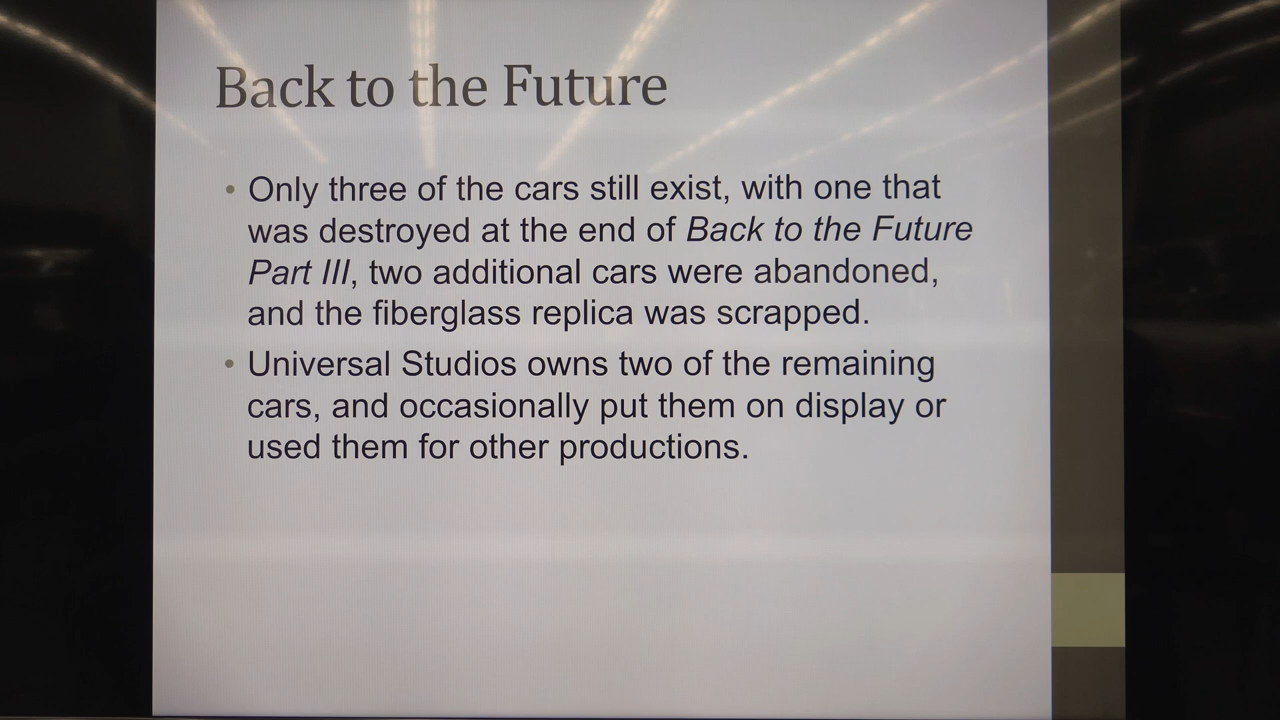 Back to the Future
• Only three of the cars still exist, with one that
was destroyed at the end of Back to the Future
Part III, two additional cars were abandoned,
and the fiberglass replica was scrapped.
• Universal Studios owns two of the remaining
cars, and occasionally put them on display or
used them for other productions.